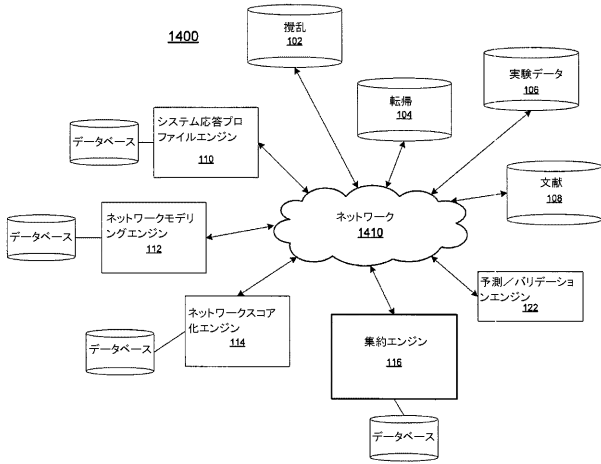 1400
攪乱
102
転帰
104
実験データ
106
文献
108
データベース
システム応答プロ
ファイルエンジン
110
データベース
ネットワークモデリ
ングエンジン
112
ネットワーク
1410
データベース
ネットワークスコア
化エンジン
114
集約エンジン
116
データベース
予測／バリデーショ
ンエンジン
122